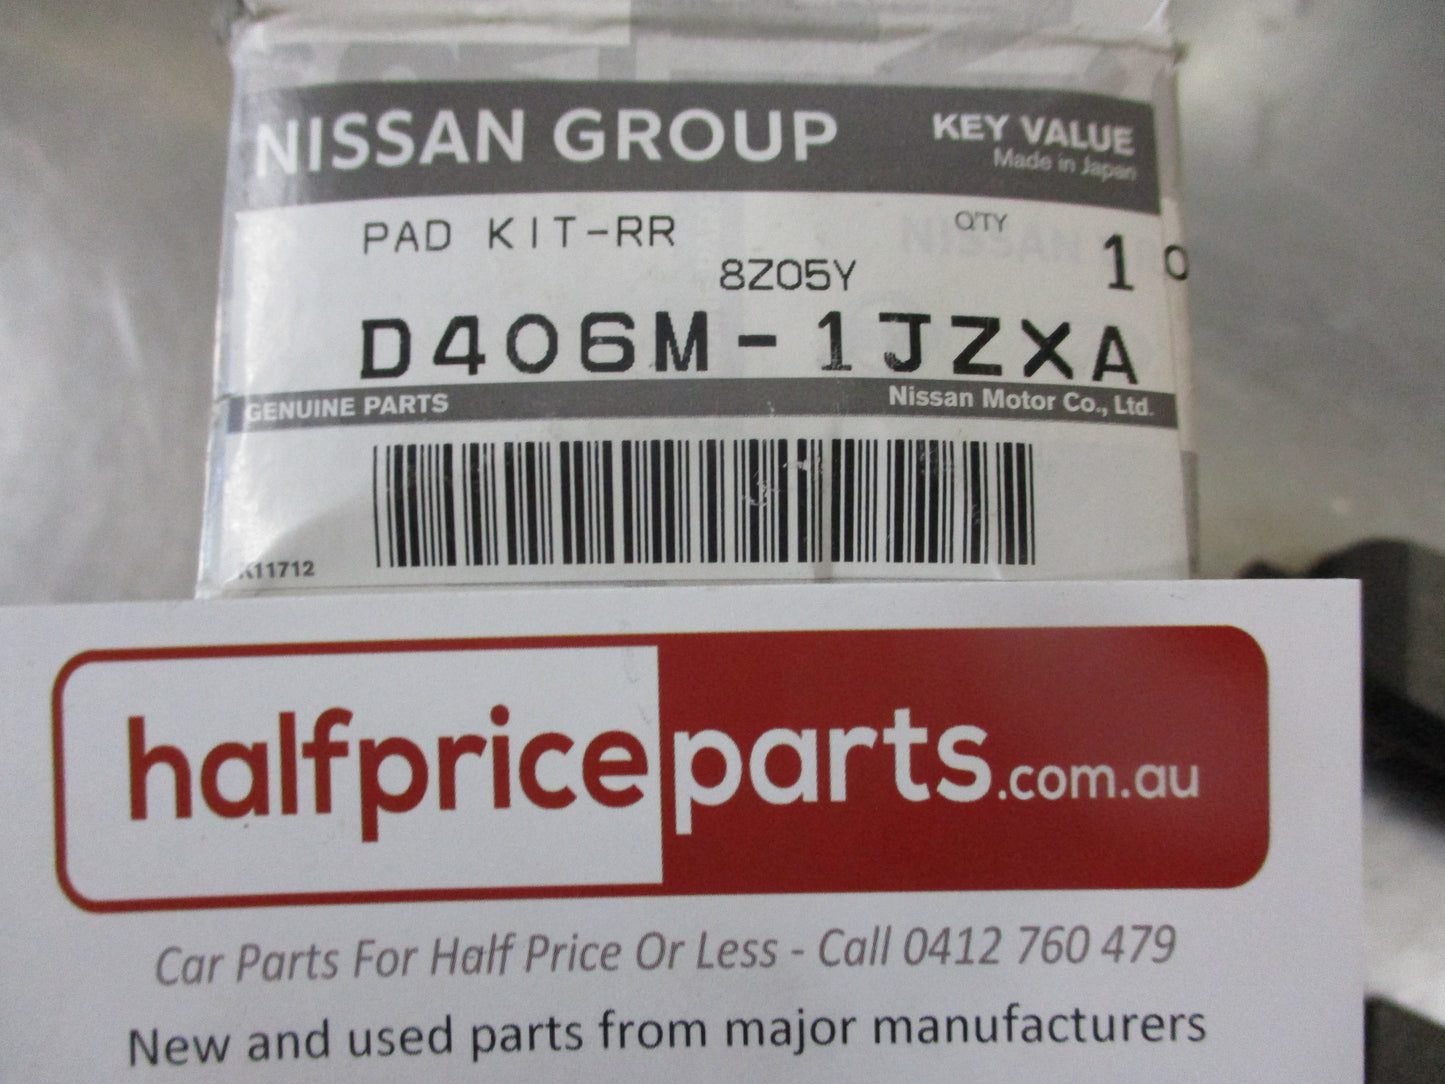 NISSAN GROUP
KEY VALUE
Made in Japan
PAD KIT-RR
Q'TY
1
0
8Z05Y
D406M-1JZXA
GENUINE PARTS
Nissan Motor Co., Ltd.
11712
halfpriceparts.com.au
Car Parts For Half Price Or Less - Call 0412 760 479
New and used parts from major manufacturers